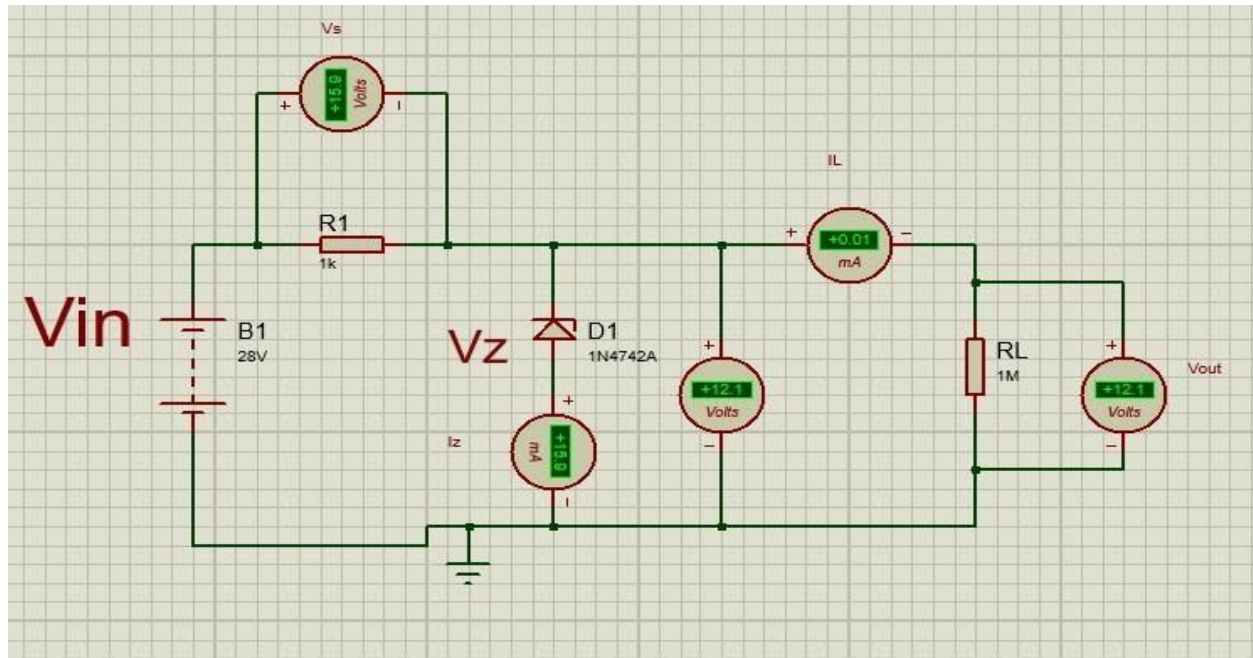 Vs
+15.9
Volts
+
-
R1
1k
IL
+
+0.01
-
mA
Vin
B1
28V
Vz
D1
1N4742A
+
Iz
+15.9
mA
-
+
+12.1
Volts
-
RL
1M
+
+12.1
Volts
-
Vout